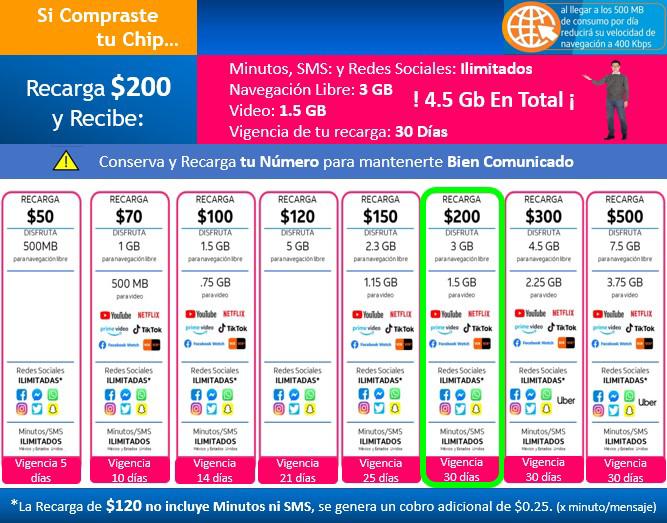 Si Compraste
tu Chip...
al llegar a los 500 MB
de consumo por día
reducirá su velocidad de
navegación a 400 Kbps
Recarga $200
y Recibe:
Minutos, SMS: y Redes Sociales: Ilimitados
Navegación Libre: 3 GB
Video: 1.5 GB
Vigencia de tu recarga: 30 Días
! 4.5 Gb En Total ¡
Conserva y Recarga tu Número para mantenerte Bien Comunicado
RECARGA
$50
DISFRUTA
500MB
para navegación libre
Redes Sociales
ILIMITADAS*
Minutos/SMS
ILIMITADOS
México y Estados Unidos
Vigencia 5
días
RECARGA
$70
DISFRUTA
1 GB
para navegación libre
500 MB
para video
YouTube NETFLIX
prime video TikTok
Facebook Watch
Redes Sociales
ILIMITADAS*
Minutos/SMS
ILIMITADOS
México y Estados Unidos
Vigencia
10 días
RECARGA
$100
DISFRUTA
1.5 GB
para navegación libre
.75 GB
para video
YouTube NETFLIX
prime video TikTok
Facebook Watch
Redes Sociales
ILIMITADAS*
Minutos/SMS
ILIMITADOS
México y Estados Unidos
Vigencia
14 días
RECARGA
$120
DISFRUTA
5 GB
para navegación libre
Redes Sociales
ILIMITADAS*
Minutos/SMS
ILIMITADOS
México y Estados Unidos
Vigencia
21 días
RECARGA
$150
DISFRUTA
2.3 GB
para navegación libre
1.15 GB
para video
YouTube NETFLIX
prime video TikTok
Facebook Watch
Redes Sociales
ILIMITADAS*
Minutos/SMS
ILIMITADOS
México y Estados Unidos
Vigencia
25 días
RECARGA
$200
DISFRUTA
3 GB
para navegación libre
1.5 GB
para video
YouTube NETFLIX
prime video TikTok
Facebook Watch
Redes Sociales
ILIMITADAS*
Minutos/SMS
ILIMITADOS
México y Estados Unidos
Vigencia
30 días
RECARGA
$300
DISFRUTA
4.5 GB
para navegación libre
2.25 GB
para video
YouTube NETFLIX
prime video TikTok
Facebook Watch
Redes Sociales
ILIMITADAS*
Uber
Minutos/SMS
ILIMITADOS
México y Estados Unidos
Vigencia
30 días
RECARGA
$500
DISFRUTA
7.5 GB
para navegación libre
3.75 GB
para video
YouTube NETFLIX
prime video TikTok
Facebook Watch
Redes Sociales
ILIMITADAS*
Uber
Minutos/SMS
ILIMITADOS
México y Estados Unidos
Vigencia
30 días
*La Recarga de $120 no incluye Minutos ni SMS, se genera un cobro adicional de $0.25. (x minuto/mensaje)